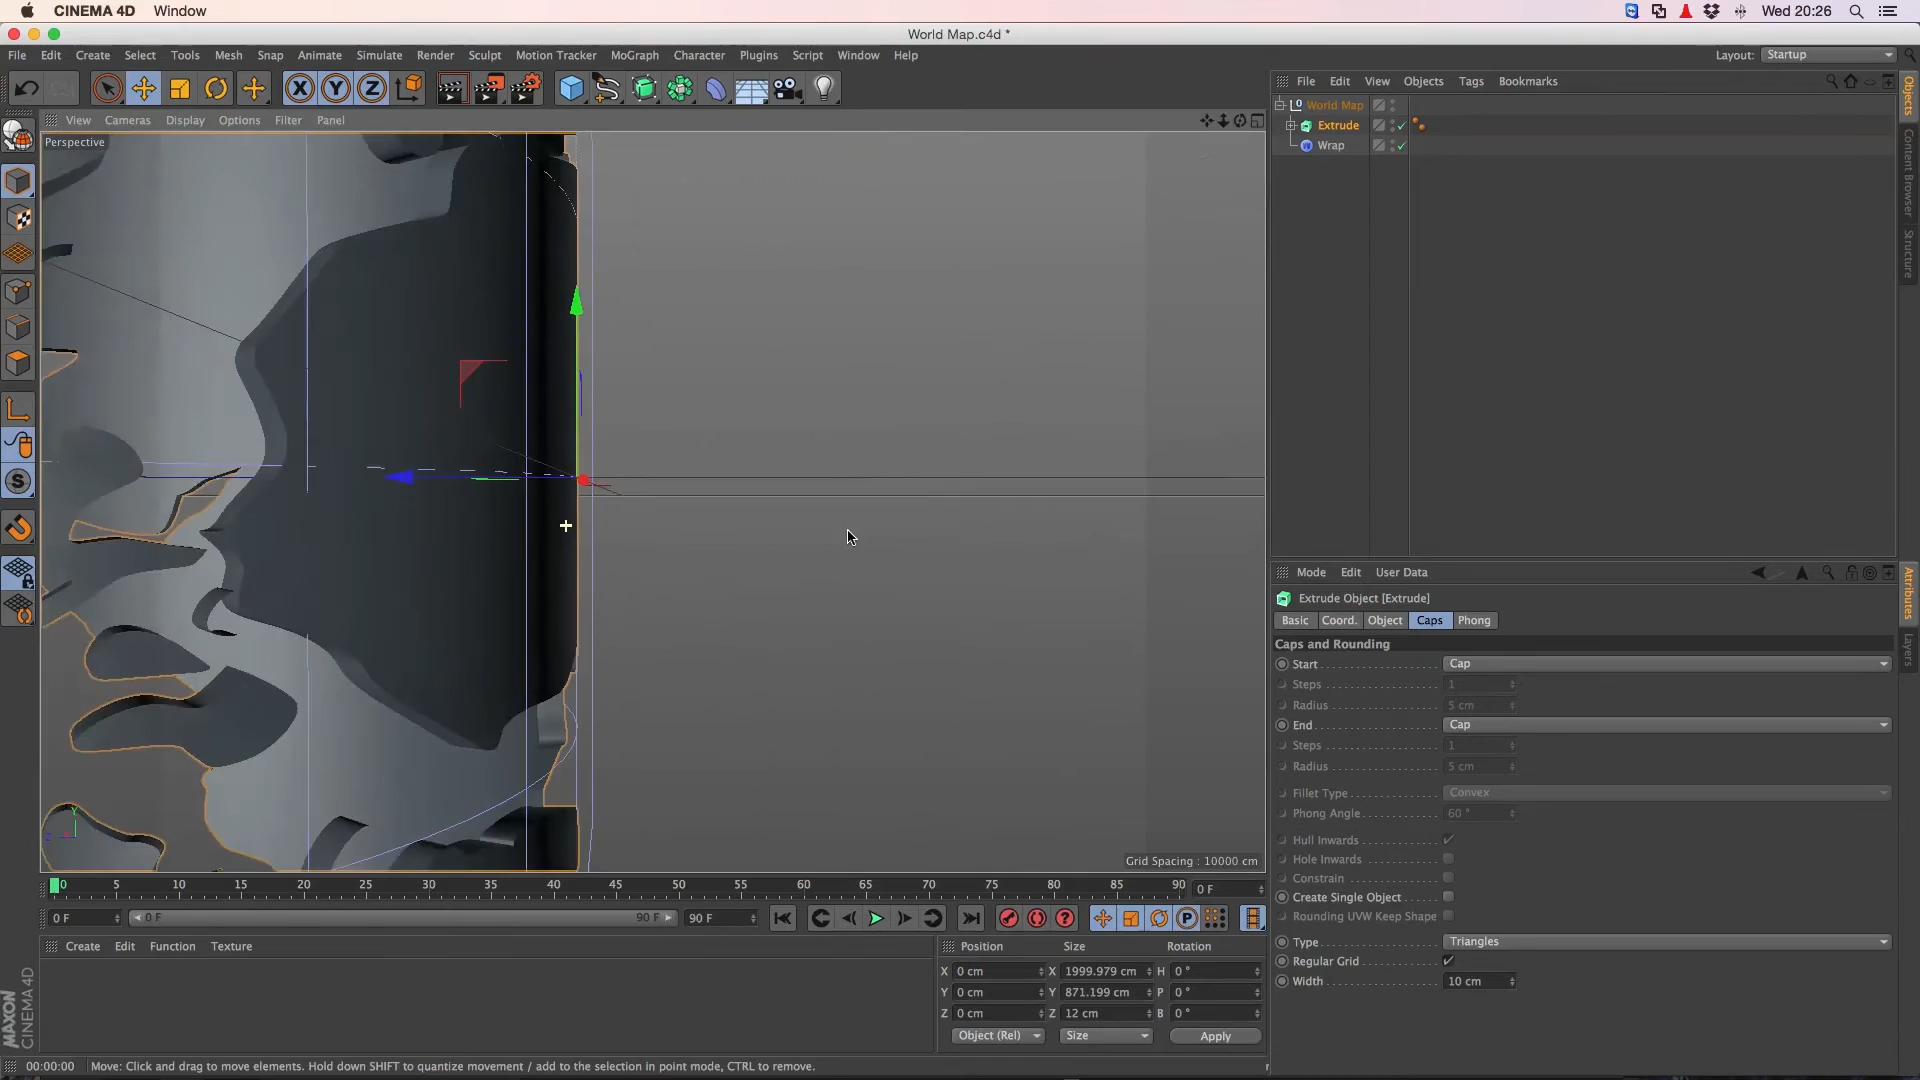 CINEMA 4D Window Wed 20:26
World Map.c4d *
File Edit Create Select Tools Mesh Snap Animate Simulate Render Sculpt Motion Tracker MoGraph Character Plugins Script Window Help
Layout: Startup
X Y Z
File Edit View Objects Tags Bookmarks
World Map
Extrude
Wrap
View Cameras Display Options Filter Panel
Perspective
Grid Spacing : 10000 cm
Objects
Content Browser
Structure
Mode Edit User Data
Extrude Object [Extrude]
Basic Coord. Object Caps Phong
Caps and Rounding
Start Cap
Steps 1
Radius 5 cm
End Cap
Steps 1
Radius 5 cm
Fillet Type Convex
Phong Angle 60 °
Hull Inwards
Hole Inwards
Constrain
Create Single Object
Rounding UVW Keep Shape
Type Triangles
Regular Grid
Width 10 cm
Attributes
Layers
0 5 10 15 20 25 30 35 40 45 50 55 60 65 70 75 80 85 90 0 F
0 F 0 F 90 F 90 F
Create Edit Function Texture
Position Size Rotation
X 0 cm X 1999.979 cm H 0 °
Y 0 cm Y 871.199 cm P 0 °
Z 0 cm Z 12 cm B 0 °
Object (Rel) Size Apply
MAXON CINEMA 4D
00:00:00 Move: Click and drag to move elements. Hold down SHIFT to quantize movement / add to the selection in point mode, CTRL to remove.